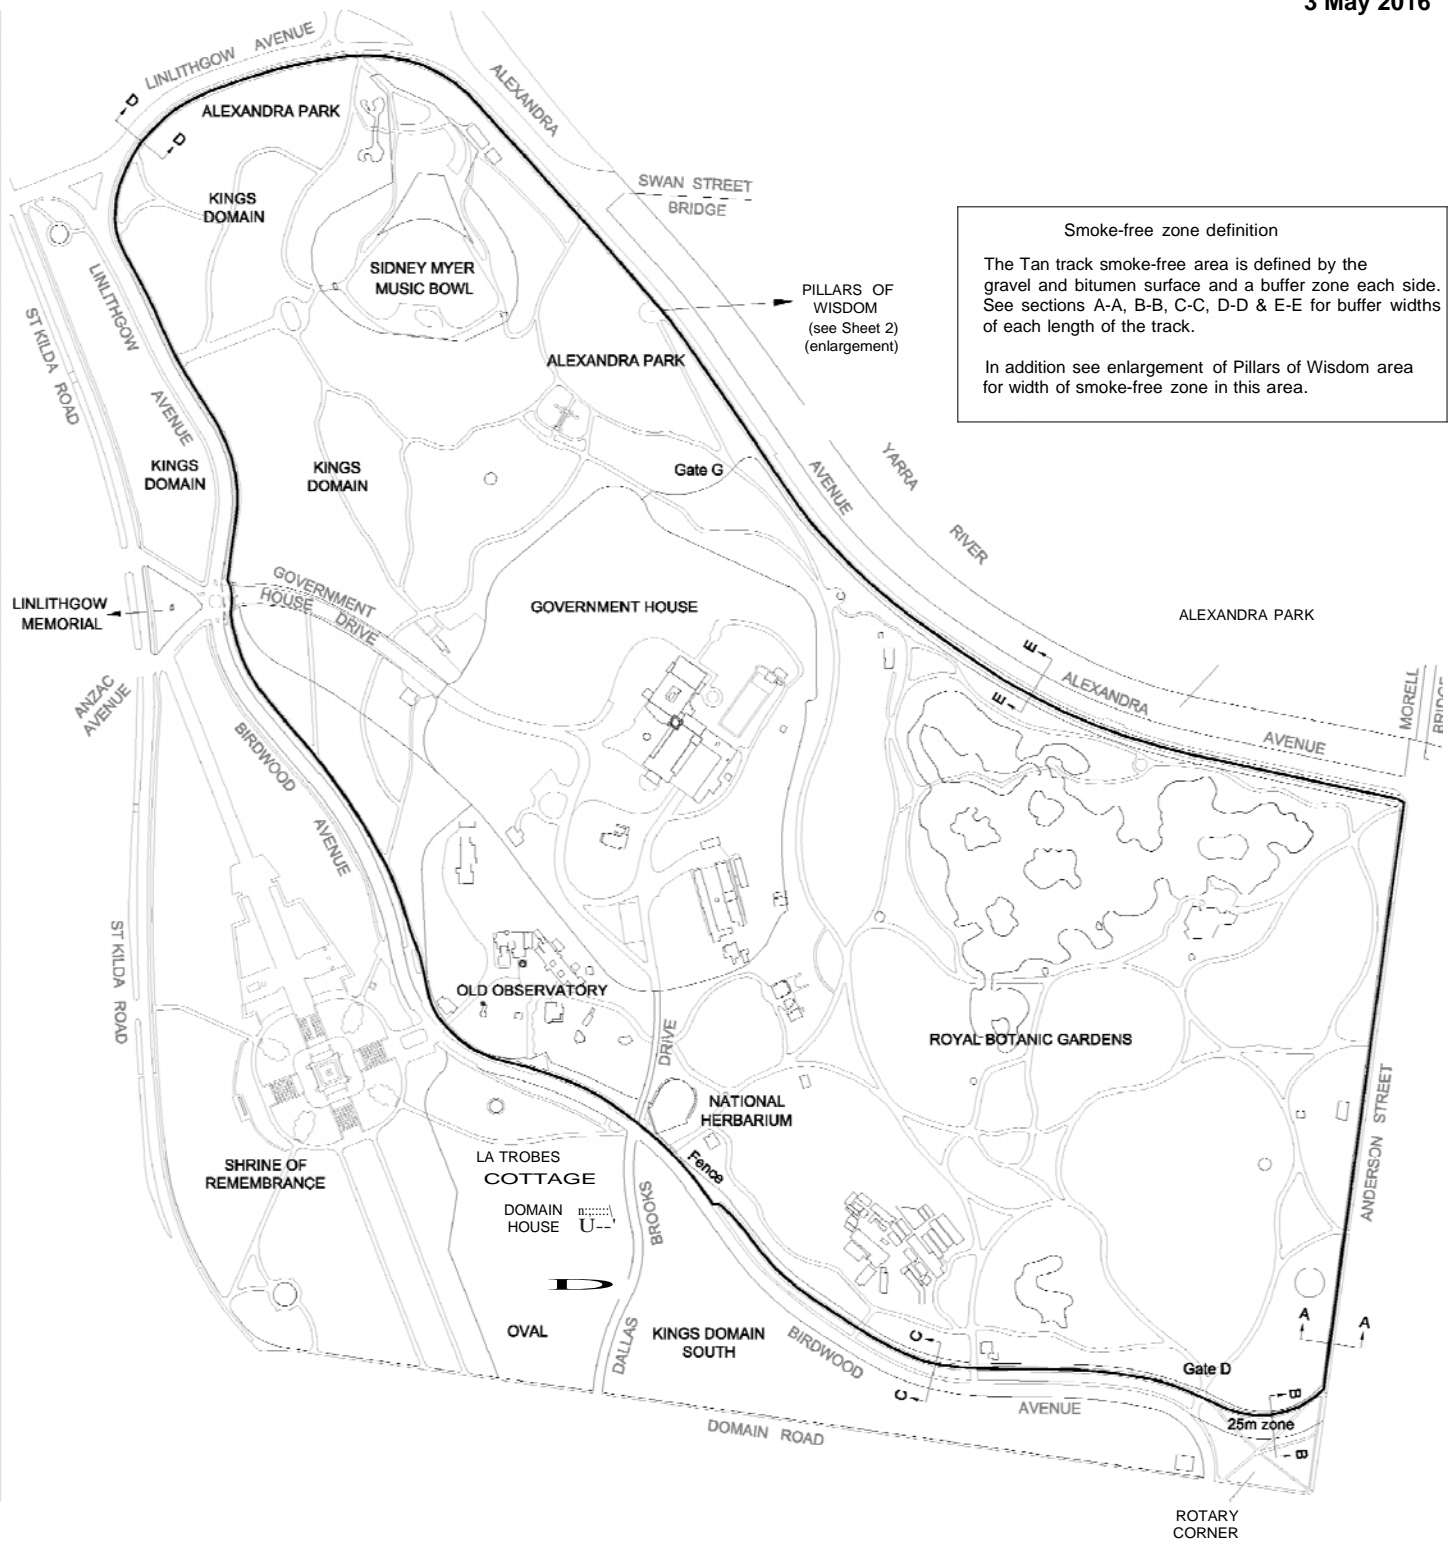 3 May 2016
LINLITHGOW AVENUE
ALEXANDRA
D
D
ALEXANDRA PARK
SWAN STREET
BRIDGE
KINGS
DOMAIN
Smoke-free zone definition
The Tan track smoke-free area is defined by the
gravel and bitumen surface and a buffer zone each side.
See sections A-A, B-B, C-C, D-D & E-E for buffer widths
of each length of the track.
In addition see enlargement of Pillars of Wisdom area
for width of smoke-free zone in this area.
SIDNEY MYER
MUSIC BOWL
LINLITHGOW
AVENUE
ST KILDA ROAD
PILLARS OF
WISDOM
(see Sheet 2)
(enlargement)
ALEXANDRA PARK
KINGS
DOMAIN
KINGS
DOMAIN
Gate G
AVENUE
YARRA
RIVER
GOVERNMENT
HOUSE DRIVE
LINLITHGOW
MEMORIAL
GOVERNMENT HOUSE
ALEXANDRA PARK
E
E
ALEXANDRA
AVENUE
MORELL
BRIDGE
ANZAC
AVENUE
BIRDWOOD
AVENUE
ST KILDA ROAD
OLD OBSERVATORY
DRIVE
ROYAL BOTANIC GARDENS
NATIONAL
HERBARIUM
ANDERSON STREET
SHRINE OF
REMEMBRANCE
LA TROBES
COTTAGE
Fence
DOMAIN
HOUSE
BROOKS
D
OVAL
DALLAS
KINGS DOMAIN
SOUTH
BIRDWOOD
AVENUE
C
C
A
A
Gate D
B
B
25m zone
DOMAIN ROAD
ROTARY
CORNER